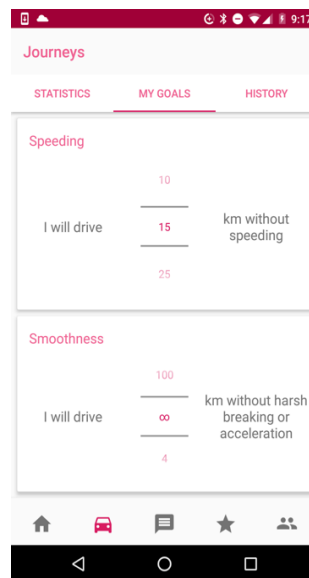 9:17
Journeys
STATISTICS MY GOALS HISTORY
Speeding
10
I will drive 15 km without
speeding
25
Smoothness
100
km without harsh
I will drive ∞ breaking or
acceleration
4